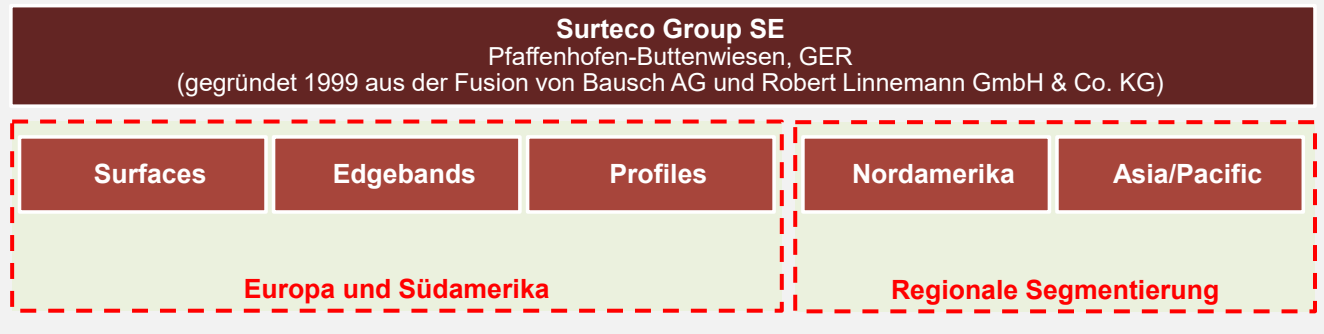 Surteco Group SE
Pfaffenhofen-Buttenwiesen, GER
(gegründet 1999 aus der Fusion von Bausch AG und Robert Linnemann GmbH & Co. KG)
Surfaces
Edgebands
Profiles
Nordamerika
Asia/Pacific
Europa und Südamerika
Regionale Segmentierung